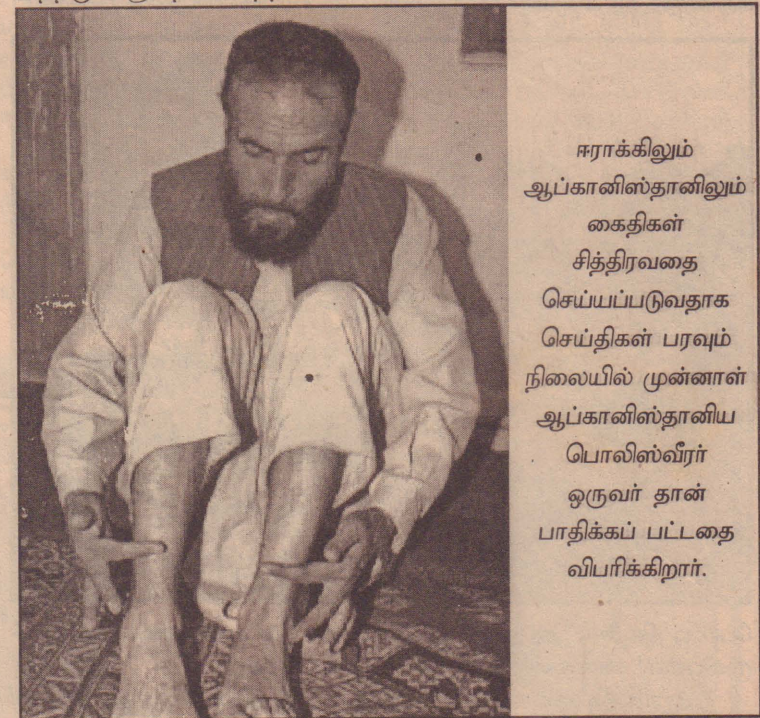 ஈராக்கிலும்
ஆப்கானிஸ்தானிலும்
கைதிகள்
சித்திரவதை
செய்யப்படுவதாக
செய்திகள் பரவும்
நிலையில் முன்னாள்
ஆப்கானிஸ்தானிய
பொலிஸ்வீரர்
ஒருவர் தான்
பாதிக்கப் பட்டதை
விபரிக்கிறார்.